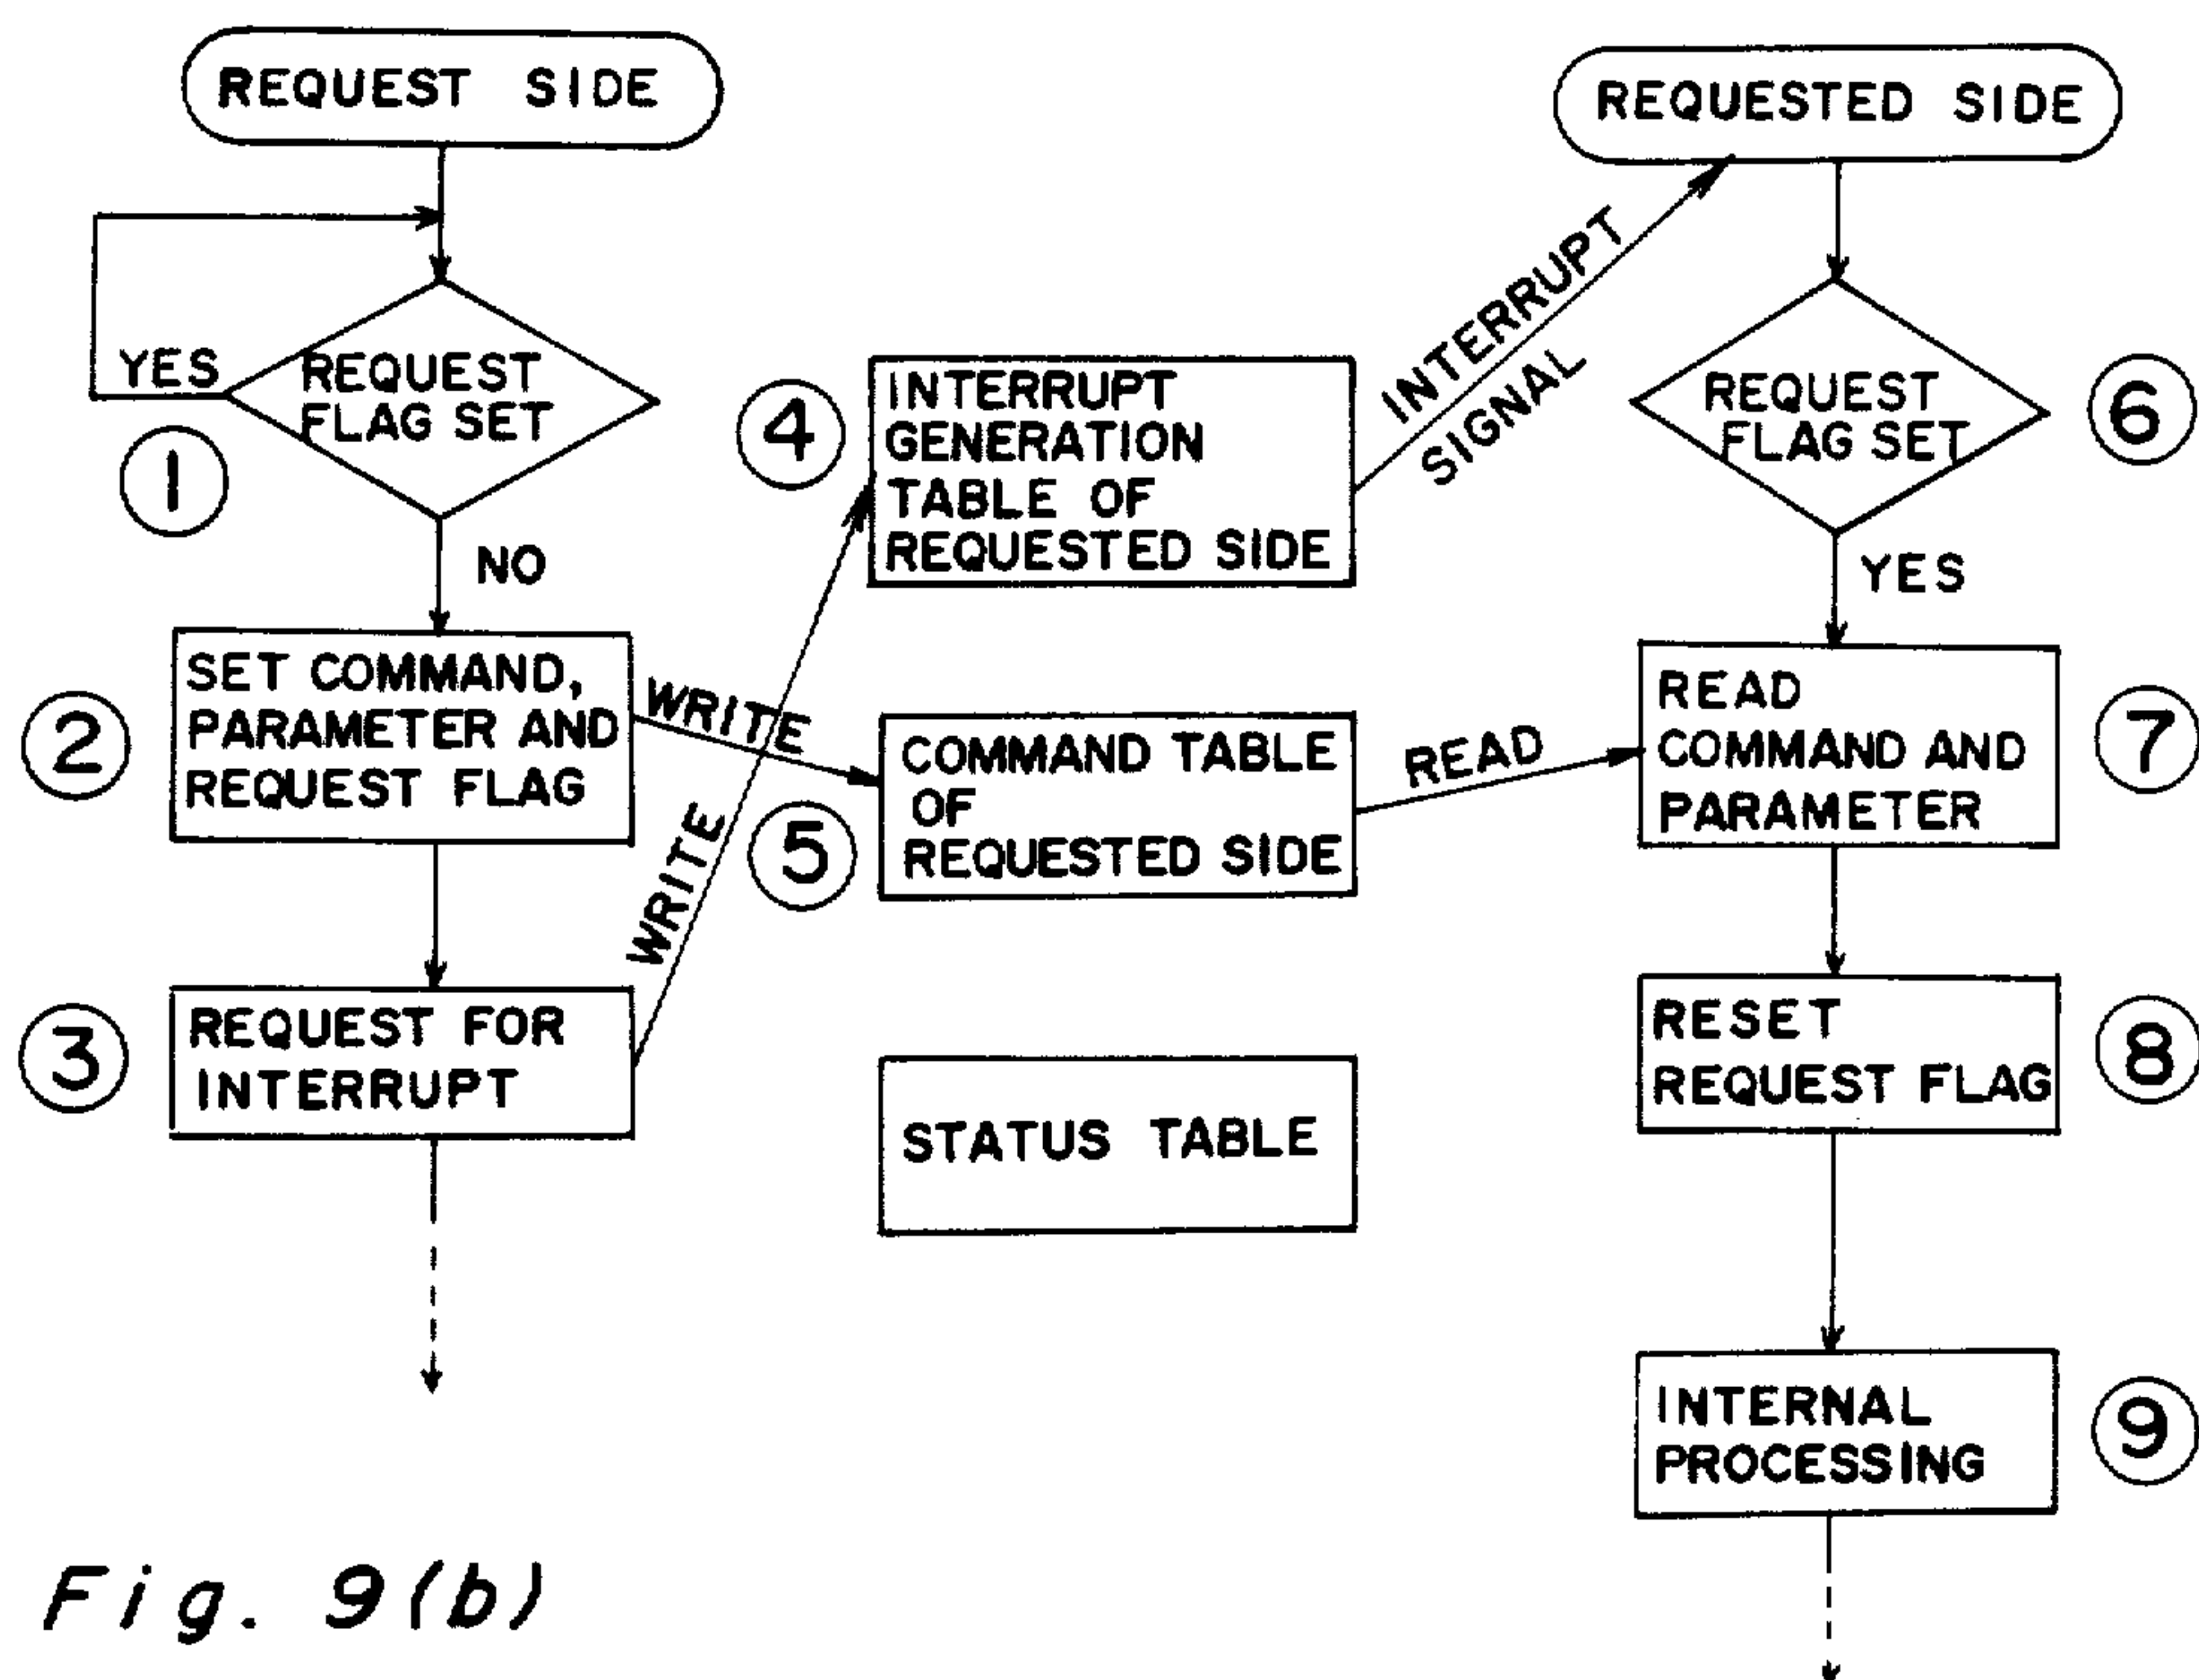 REQUEST SIDE
YES
REQUEST
FLAG SET
1
NO
2
SET COMMAND,
PARAMETER AND
REQUEST FLAG
WRITE
3
REQUEST FOR
INTERRUPT
WRITE
4
INTERRUPT
GENERATION
TABLE OF
REQUESTED SIDE
INTERRUPT
SIGNAL
5
COMMAND TABLE
OF
REQUESTED SIDE
READ
STATUS TABLE
REQUESTED SIDE
REQUEST
FLAG SET
6
YES
READ
COMMAND AND
PARAMETER
7
RESET
REQUEST FLAG
8
INTERNAL
PROCESSING
9
Fig. 9(b)